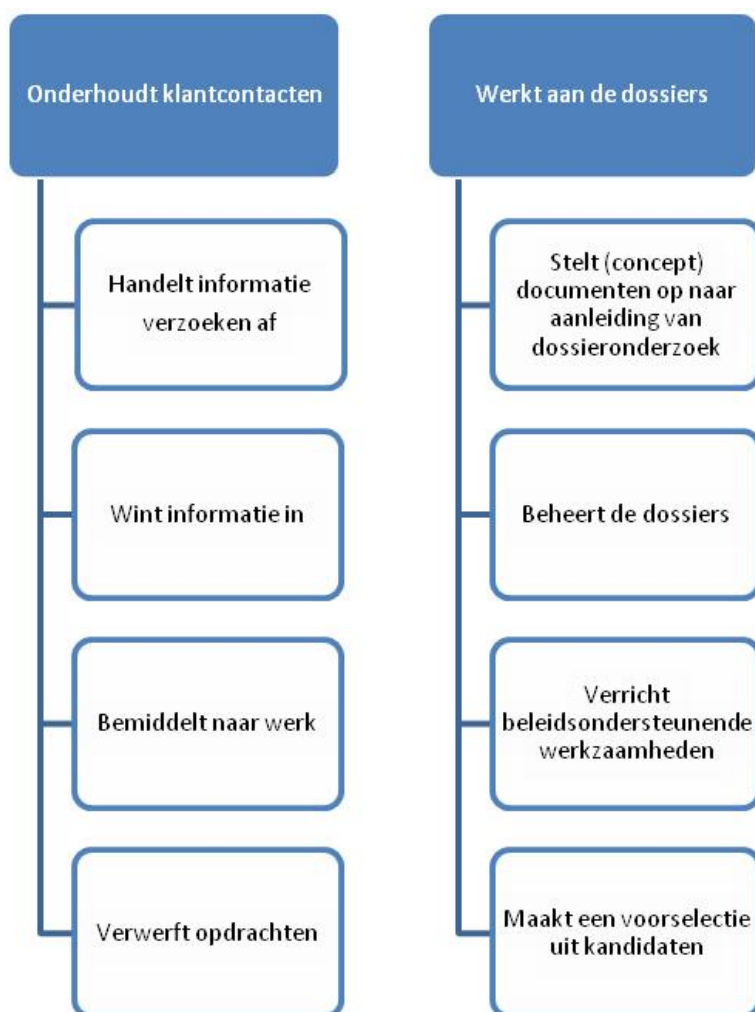 Onderhoudt klantcontacten
Handelt informatie
verzoeken af
Wint informatie in
Bemiddelt naar werk
Verwerft opdrachten
Werkt aan de dossiers
Stelt (concept)
documenten op naar
aanleiding van
dossieronderzoek
Beheert de dossiers
Verricht
beleidsondersteunende
werkzaamheden
Maakt een voorselectie
uit kandidaten